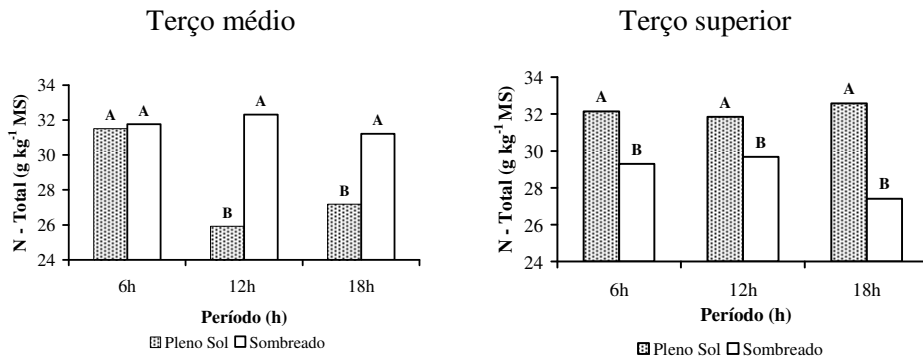 Terço médio
N - Total (g kg⁻¹ MS)
34
32
30
28
26
24
A
A
B
A
B
A
6h
12h
18h
Período (h)
Pleno Sol
Sombreado
Terço superior
N - Total (g kg⁻¹ MS)
34
32
30
28
26
24
A
B
A
B
A
B
6h
12h
18h
Período (h)
Pleno Sol
Sombreado